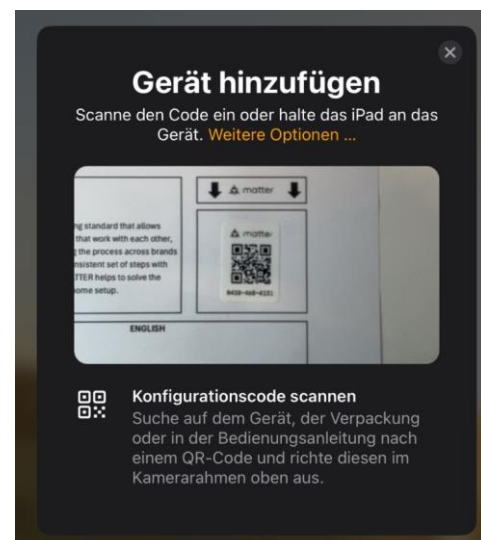 Gerät hinzufügen
Scanne den Code ein oder halte das iPad an das
Gerät. Weitere Optionen ...
matter
ng standard that allows
that work with each other,
g the process across brands
nsistent set of steps with
TTER helps to solve the
ome setup.
matter
ENGLISH
Konfigurationscode scannen
Suche auf dem Gerät, der Verpackung
oder in der Bedienungsanleitung nach
einem QR-Code und richte diesen im
Kamerarahmen oben aus.